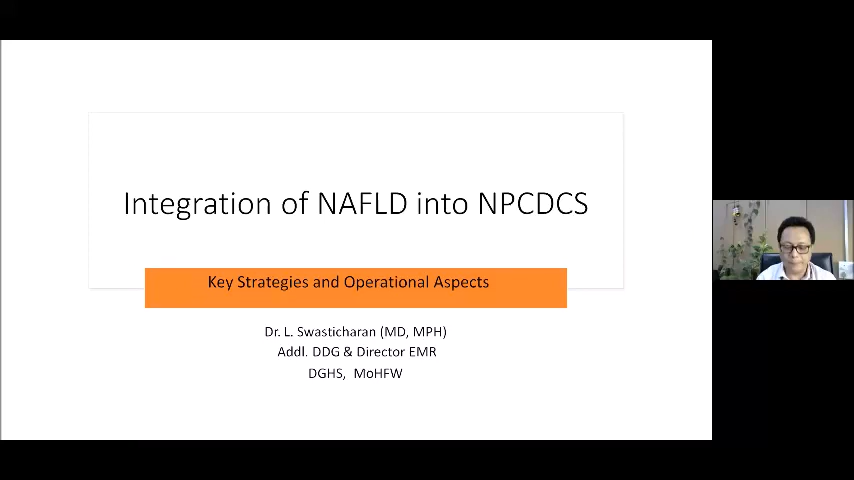 Integration of NAFLD into NPCDCS
Key Strategies and Operational Aspects
Dr. L. Swasticharan (MD, MPH)
Addl. DDG & Director EMR
DGHS, MoHFW